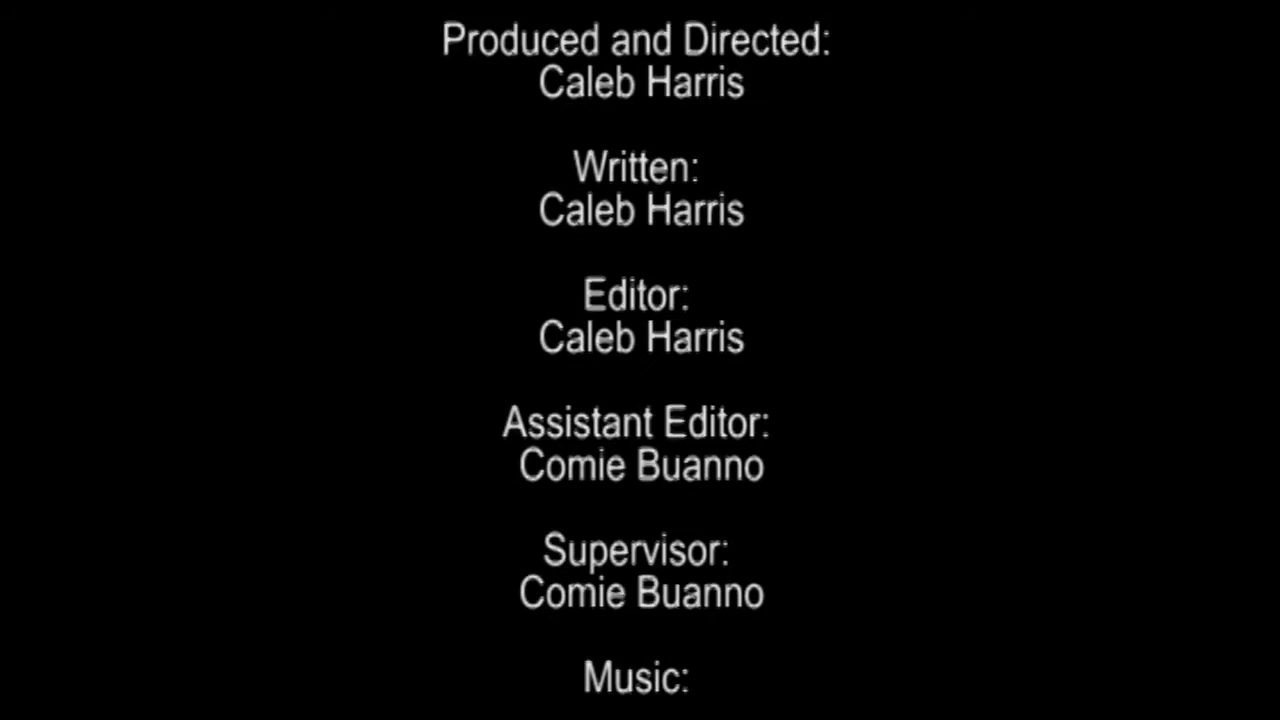 Produced and Directed:
Caleb Harris
Written:
Caleb Harris
Editor:
Caleb Harris
Assistant Editor:
Comie Buanno
Supervisor:
Comie Buanno
Music: